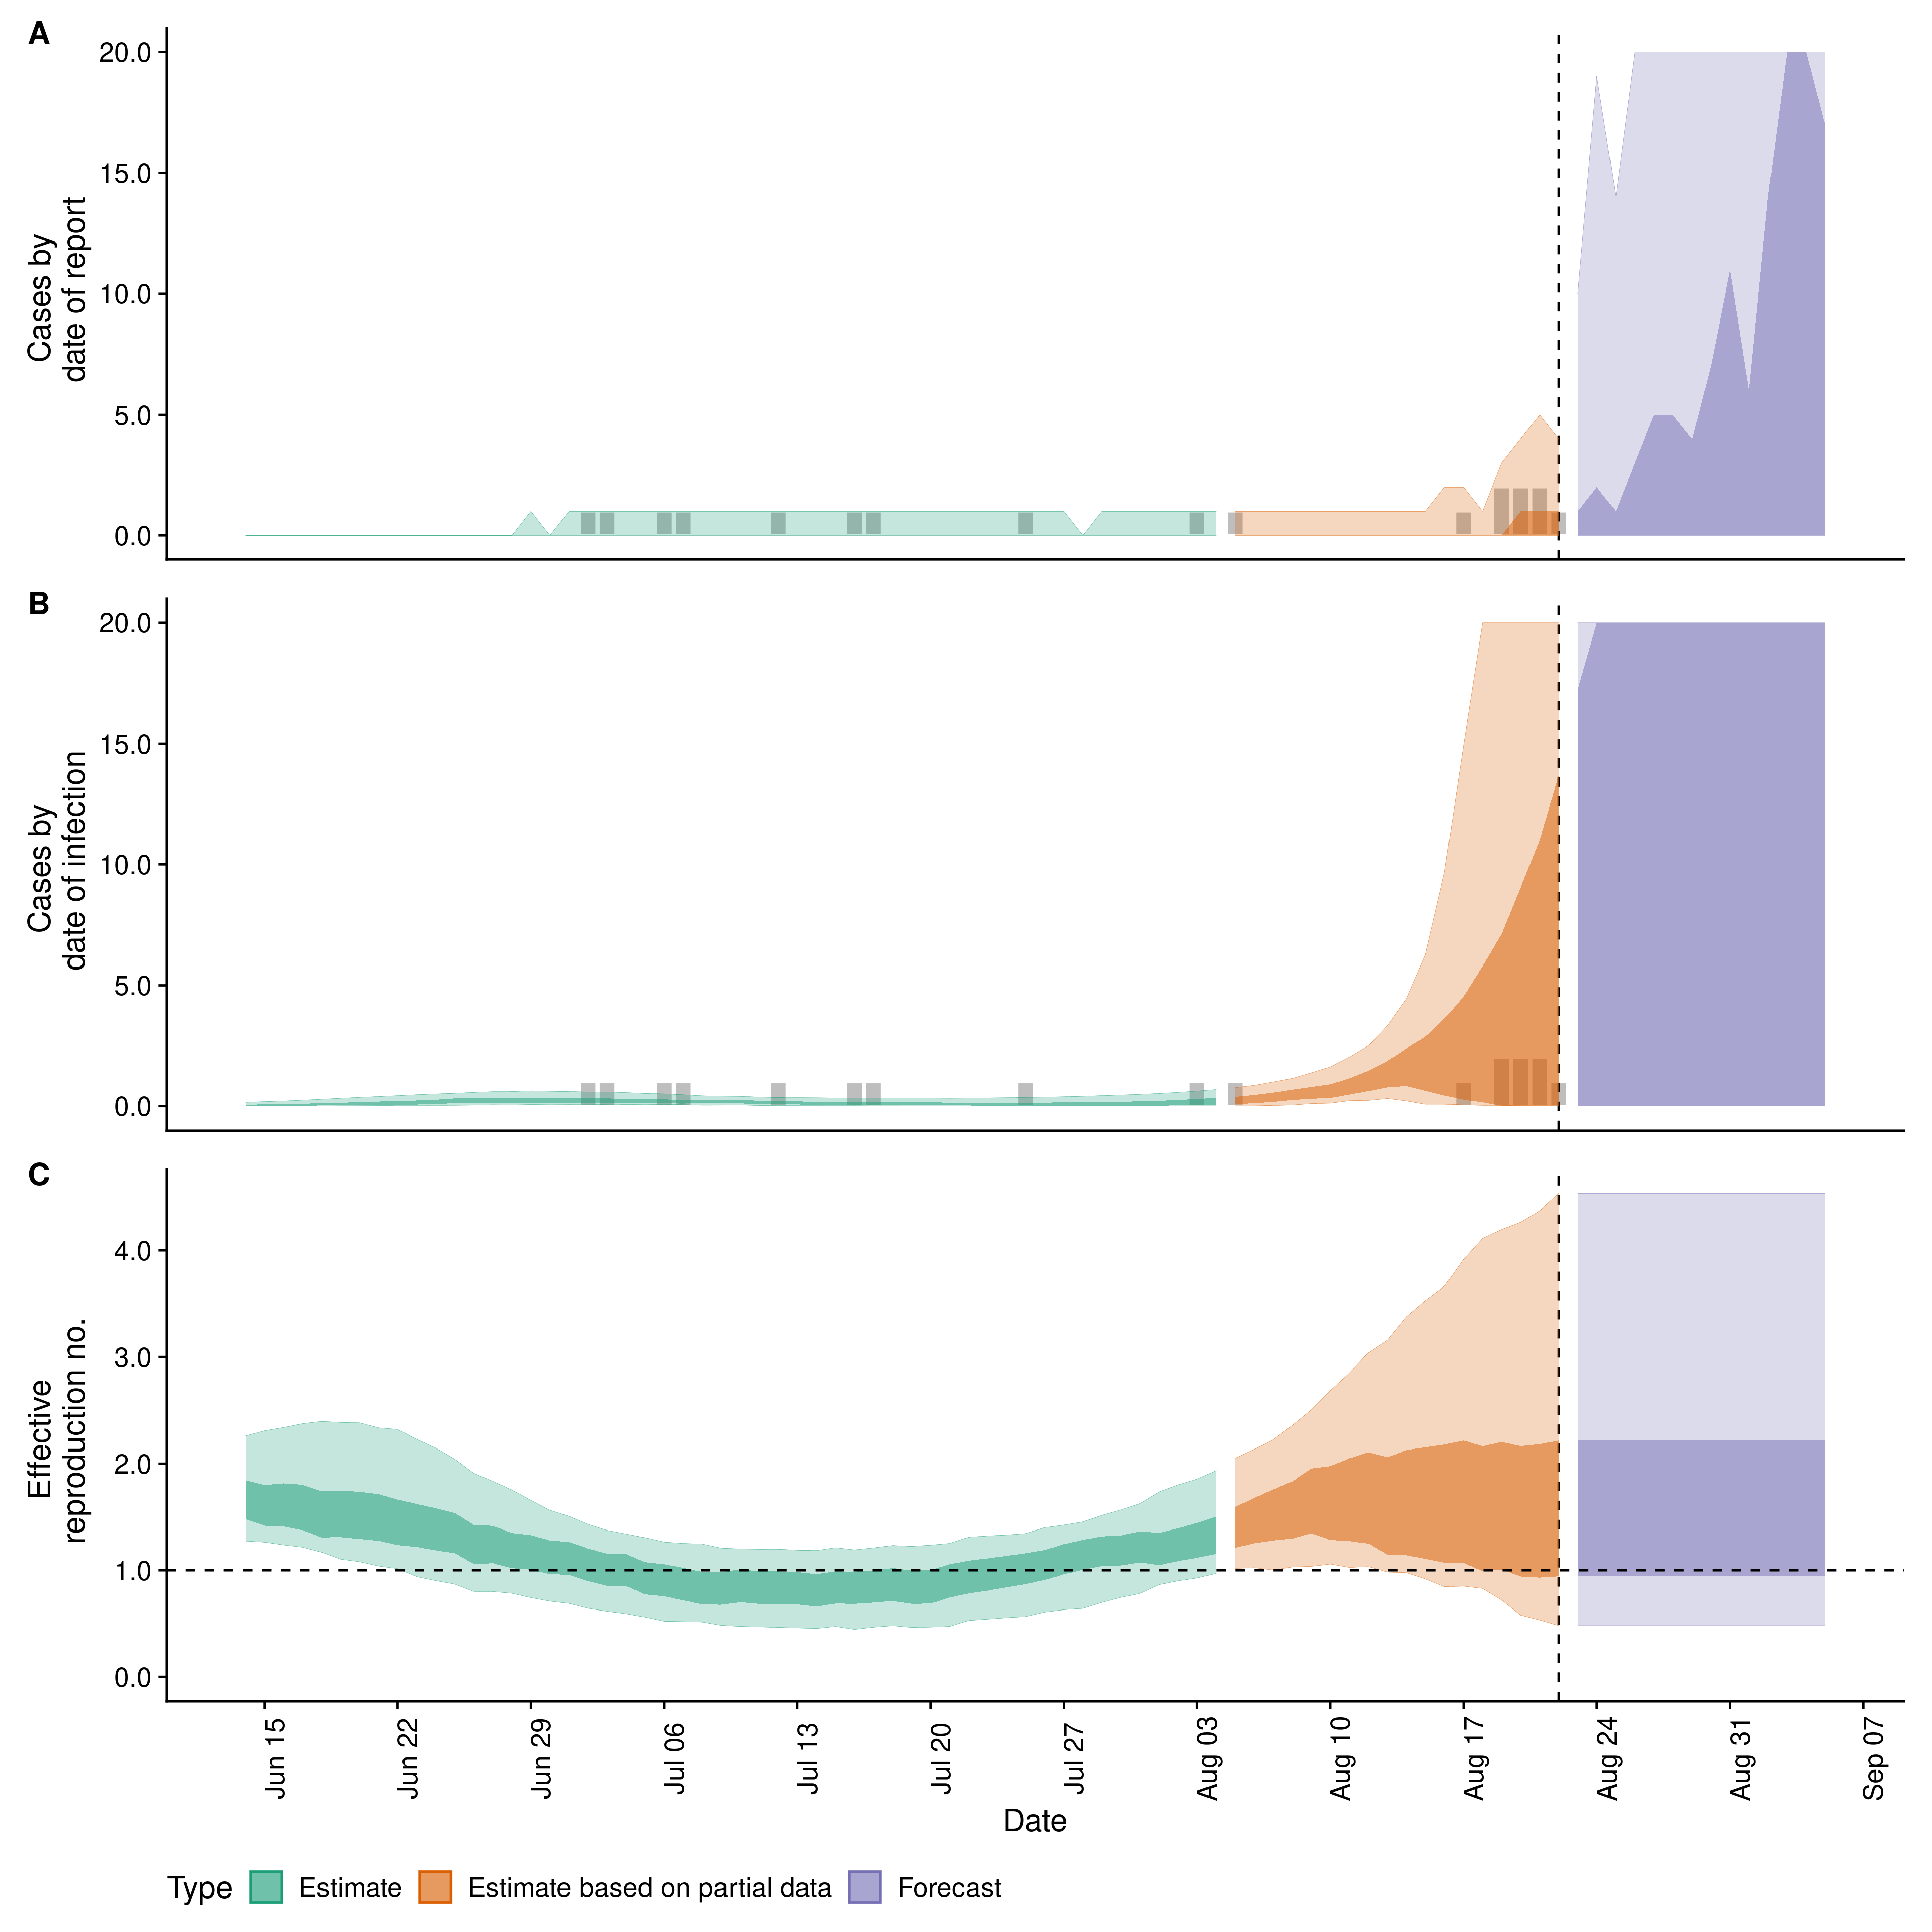 A
20.0
15.0
10.0
5.0
0.0
Cases by
date of report
B
20.0
15.0
10.0
5.0
0.0
Cases by
date of infection
C
4.0
3.0
2.0
1.0
0.0
Effective
reproduction no.
Jun 15
Jun 22
Jun 29
Jul 06
Jul 13
Jul 20
Jul 27
Aug 03
Aug 10
Aug 17
Aug 24
Aug 31
Sep 07
Date
Type Estimate Estimate based on partial data Forecast